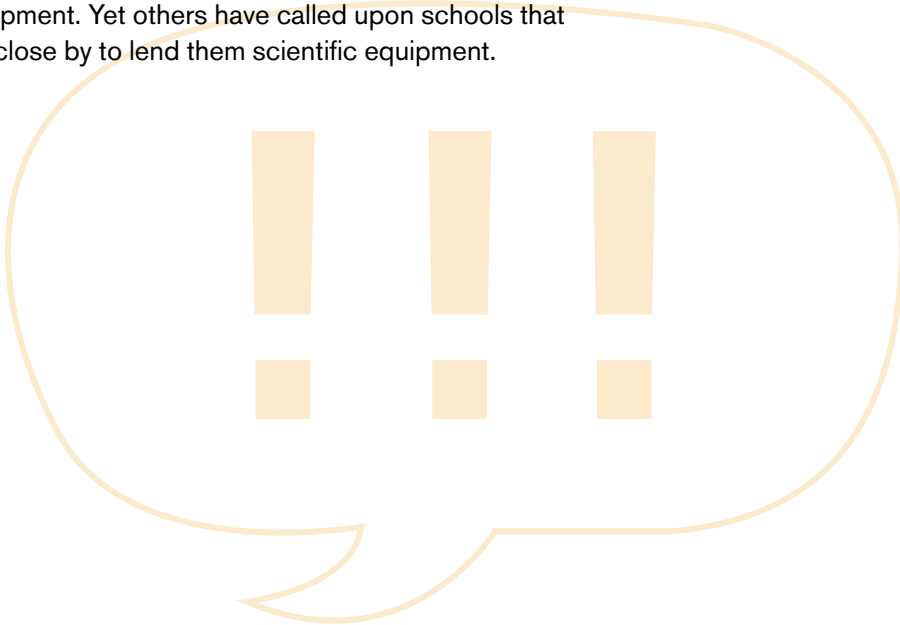 pment. Yet others have called upon schools that
close by to lend them scientific equipment.
!!!